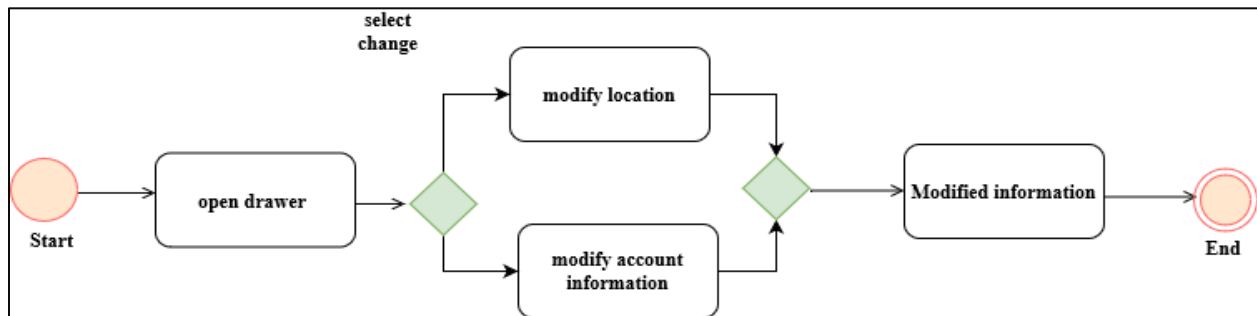 select
change
modify location
open drawer
Start
modify account
information
Modified information
End